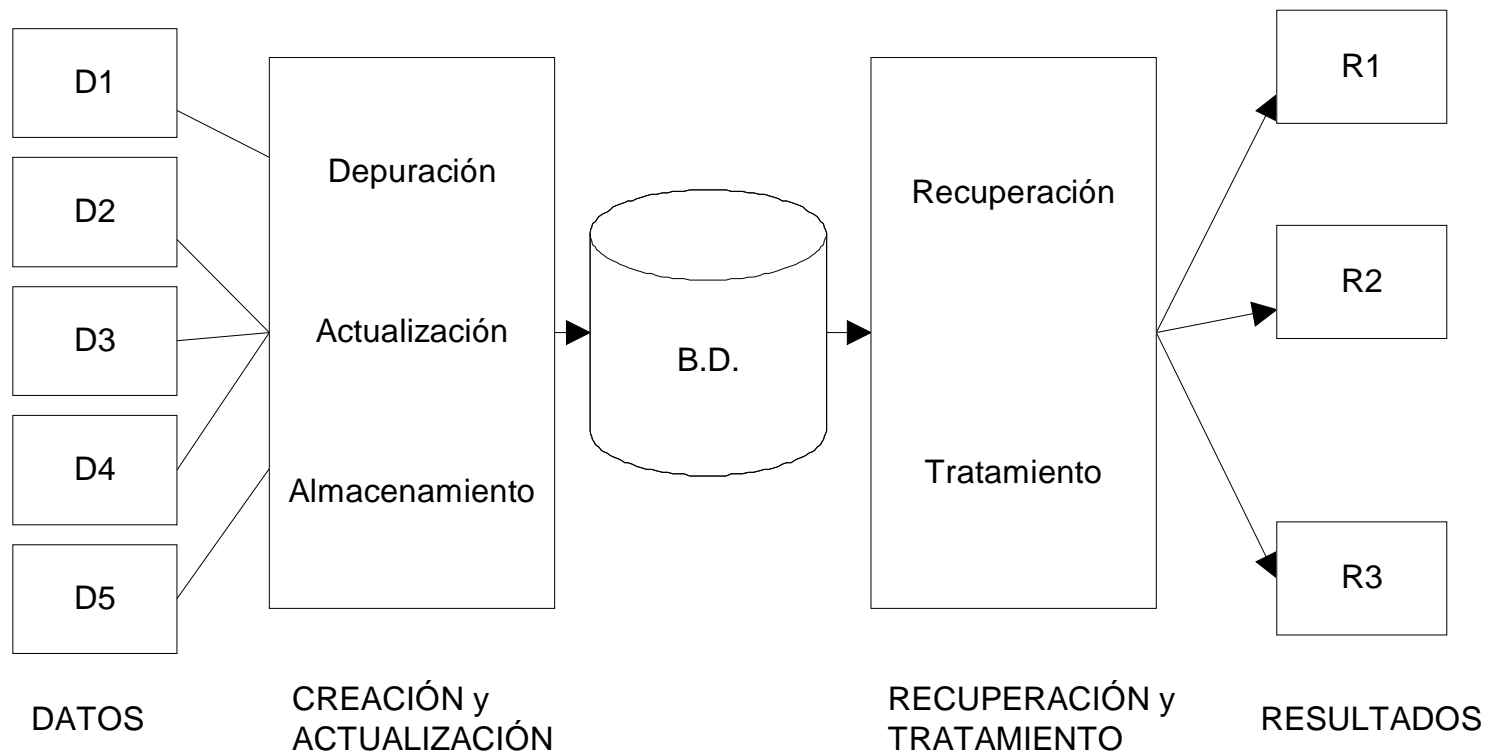 D1
D2
D3
D4
D5
Depuración
Actualización
Almacenamiento
B.D.
Recuperación
Tratamiento
R1
R2
R3
DATOS
CREACIÓN y
ACTUALIZACIÓN
RECUPERACIÓN y
TRATAMIENTO
RESULTADOS